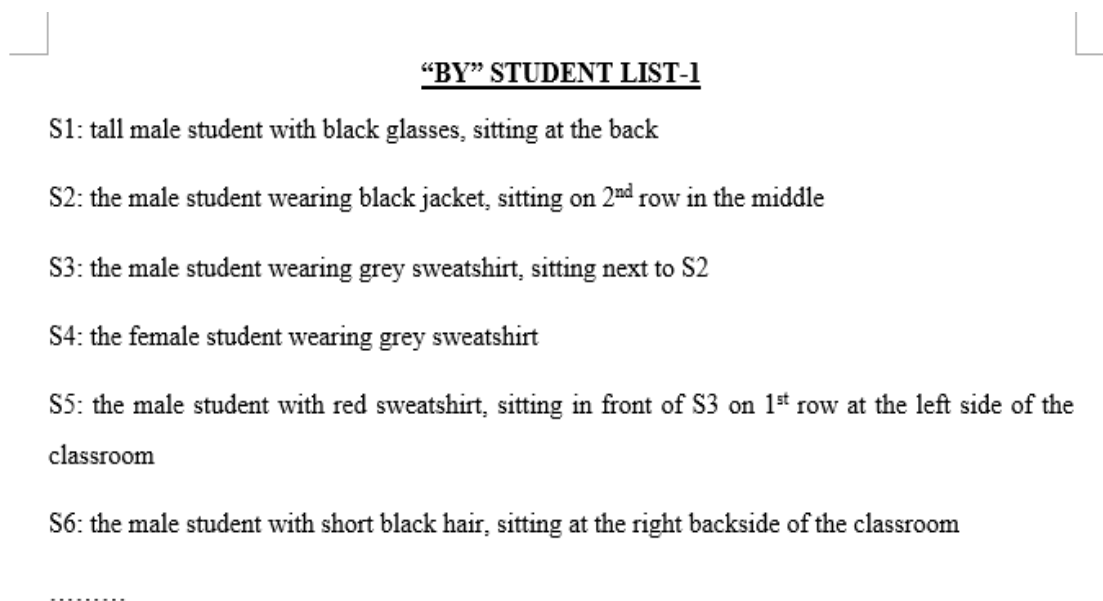 “BY” STUDENT LIST-1
S1: tall male student with black glasses, sitting at the back
S2: the male student wearing black jacket, sitting on 2nd row in the middle
S3: the male student wearing grey sweatshirt, sitting next to S2
S4: the female student wearing grey sweatshirt
S5: the male student with red sweatshirt, sitting in front of S3 on 1st row at the left side of the
classroom
S6: the male student with short black hair, sitting at the right backside of the classroom
.........